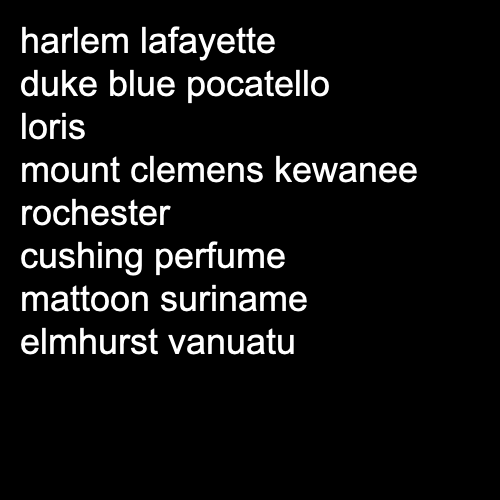 harlem lafayette
duke blue pocatello
loris
mount clemens kewanee
rochester
cushing perfume
mattoon suriname
elmhurst vanuatu